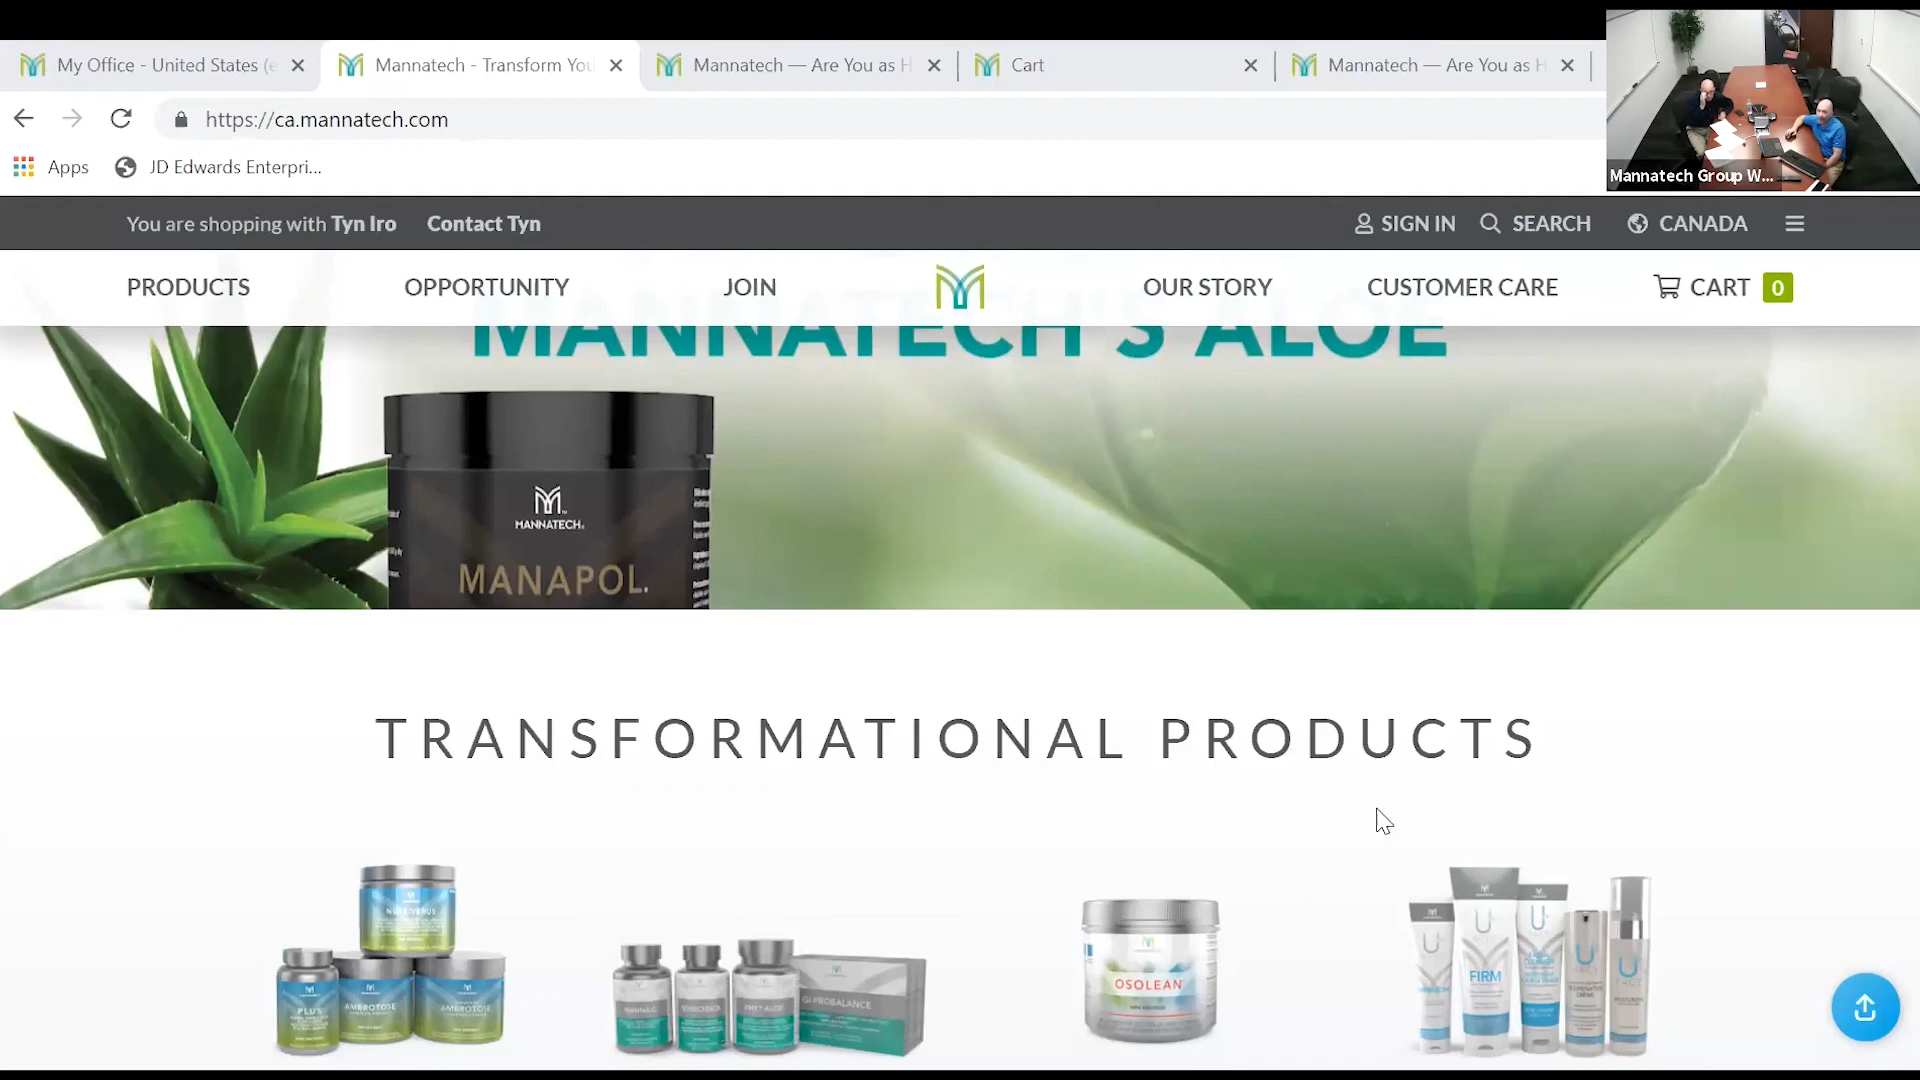 My Office - United States (e
Mannatech - Transform You
Mannatech — Are You as H
Cart
Mannatech — Are You as H
https://ca.mannatech.com
Apps
JD Edwards Enterpri...
Mannatech Group W...
You are shopping with Tyn Iro
Contact Tyn
SIGN IN
SEARCH
CANADA
PRODUCTS
OPPORTUNITY
JOIN
OUR STORY
CUSTOMER CARE
CART 0
MANNATECH'S ALOE
MANNATECH
MANAPOL.
TRANSFORMATIONAL PRODUCTS
PLUS
AMBROTOSE
AMBROTOSE
GI-PROBALANCE
OSOLEAN
FIRM